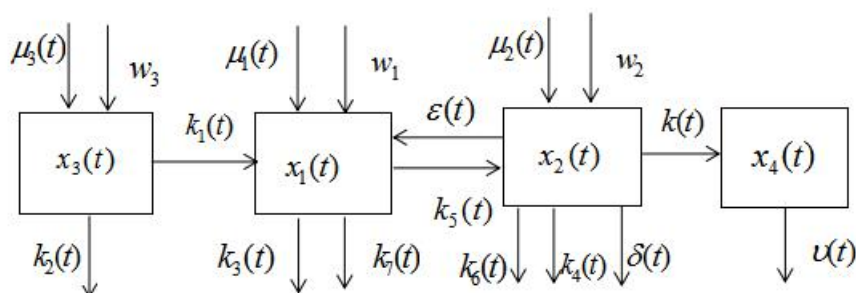 μ₃(t) w₃ μ₁(t) w₁ μ₂(t) w₂
k₁(t) ε(t) k(t)
x₃(t) x₁(t) x₂(t) x₄(t)
k₅(t)
k₂(t) k₃(t) k₇(t) k₆(t) k₄(t) δ(t) υ(t)